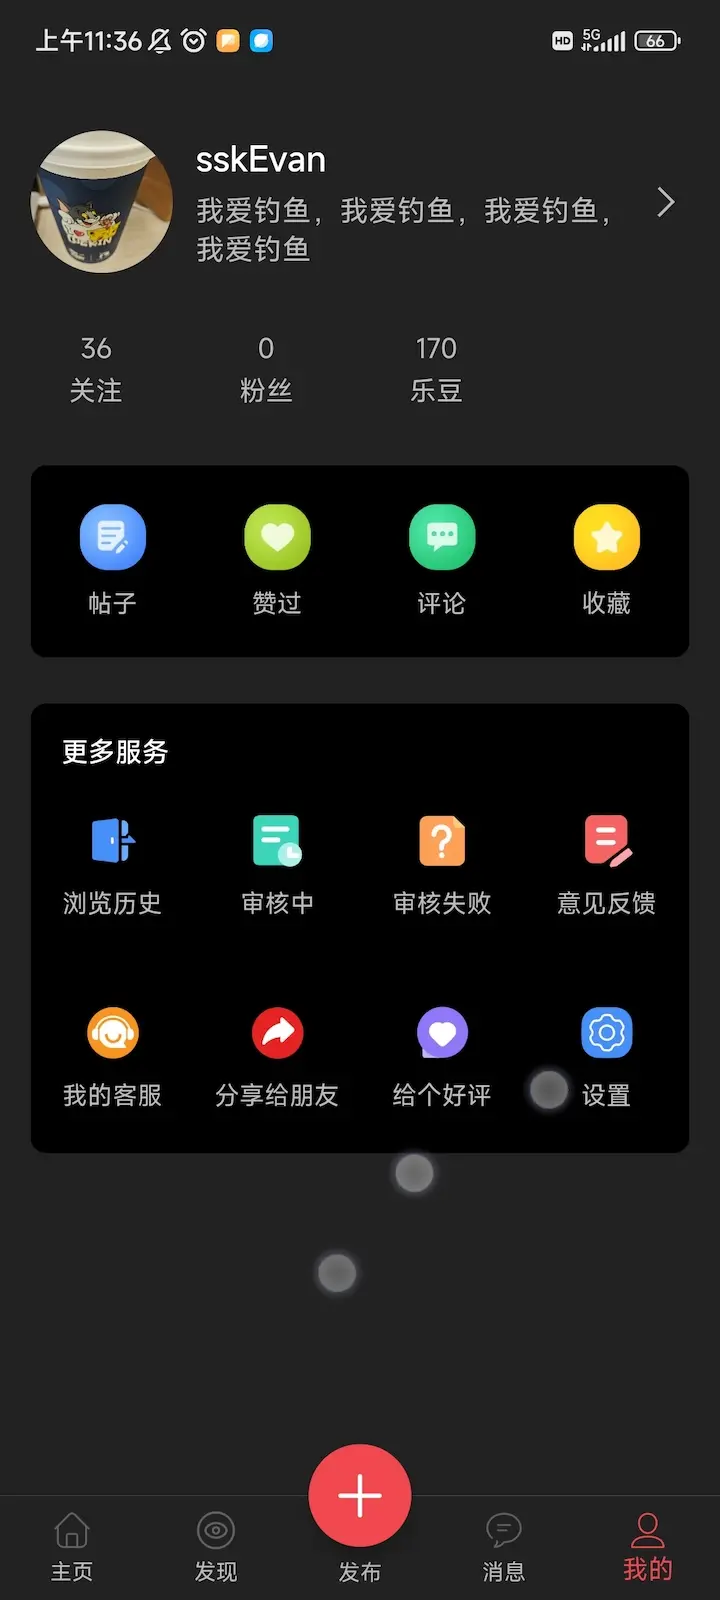 上午11:36
HD 5G 66
sskEvan
我爱钓鱼，我爱钓鱼，我爱钓鱼，
我爱钓鱼
36 0 170
关注 粉丝 乐豆
帖子 赞过 评论 收藏
更多服务
浏览历史 审核中 审核失败 意见反馈
我的客服 分享给朋友 给个好评 设置
主页 发现 发布 消息 我的